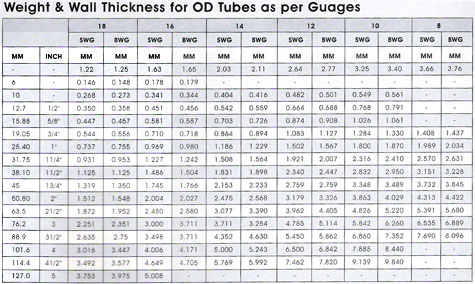 Weight & Wall Thickness for OD Tubes as per Guages
18 16 14 12 10 8
SWG BWG SWG BWG SWG BWG SWG BWG SWG BWG SWG BWG
MM INCH MM MM MM MM MM MM MM MM MM MM MM MM
- - 1.22 1.25 1.63 1.65 2.03 2.11 2.64 2.77 3.25 3.40 3.66 3.76
6 - 0.146 0.148 0.178 0.179 - - - - - - - -
10 - 0.268 0.273 0.341 0.344 0.404 0.416 0.482 0.501 0.549 0.561 - -
12.7 1/2" 0.350 0.358 0.451 0.456 0.542 0.559 0.664 0.688 0.768 0.791 - -
15.88 5/8" 0.447 0.457 0.581 0.587 0.703 0.726 0.874 0.908 1.026 1.061 - -
19.05 3/4" 0.544 0.556 0.710 0.718 0.864 0.894 1.083 1.127 1.284 1.330 1.408 1.437
25.40 1" 0.737 0.755 0.969 0.980 1.186 1.229 1.502 1.567 1.800 1.870 1.989 2.034
31.75 11/4" 0.931 0.953 1.227 1.242 1.508 1.564 1.921 2.007 2.316 2.410 2.570 2.631
38.10 11/2" 1.125 1.125 1.486 1.504 1.831 1.898 2.340 2.447 2.832 2.950 3.151 3.228
45 13/4" 1.319 1.350 1.745 1.766 2.153 2.233 2.759 2.759 3.348 3.489 3.732 3.845
50.80 2" 1.512 1.548 2.004 2.027 2.475 2.568 3.179 3.326 3.863 4.029 4.313 4.422
63.5 21/2" 1.872 1.952 2.480 2.580 3.077 3.390 3.962 4.405 4.826 5.220 5.391 5.680
76.2 3 2.251 2.351 3.000 3.711 3.711 3.254 4.785 5.114 5.842 6.260 6.535 6.889
88.9 31/2" 2.635 2.75 3.498 3.711 4.352 4.630 5.450 5.862 6.860 7.352 7.690 8.096
101.6 4 3.016 3.447 4.006 4.171 5.000 5.243 6.500 6.842 7.885 8.440 - -
114.4 41/2" 3.492 3.577 4.649 4.705 5.769 5.992 7.462 7.820 9.139 9.840 - -
127.0 5 3.753 3.975 5.008 - - - - - - - - -